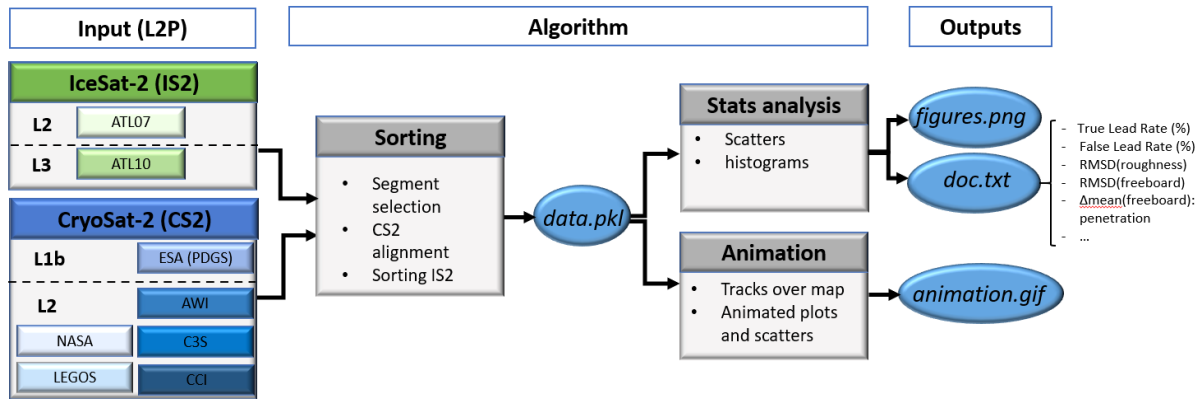 Input (L2P)
Algorithm
Outputs
IceSat-2 (IS2)
L2
ATL07
L3
ATL10
CryoSat-2 (CS2)
L1b
ESA (PDGS)
L2
AWI
NASA
C3S
LEGOS
CCI
Sorting
• Segment
selection
• CS2
alignment
• Sorting IS2
data.pkl
Stats analysis
• Scatters
• histograms
Animation
• Tracks over map
• Animated plots
and scatters
figures.png
doc.txt
animation.gif
- True Lead Rate (%)
- False Lead Rate (%)
- RMSD(roughness)
- RMSD(freeboard)
- Δmean(freeboard):
penetration
- ...